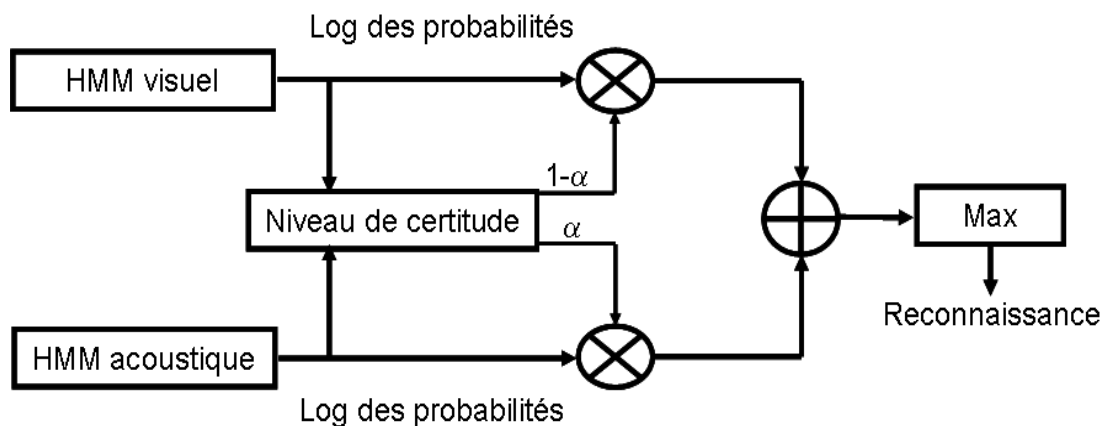 Log des probabilités
HMM visuel
1-α
Niveau de certitude
α
Max
Reconnaissance
HMM acoustique
Log des probabilités